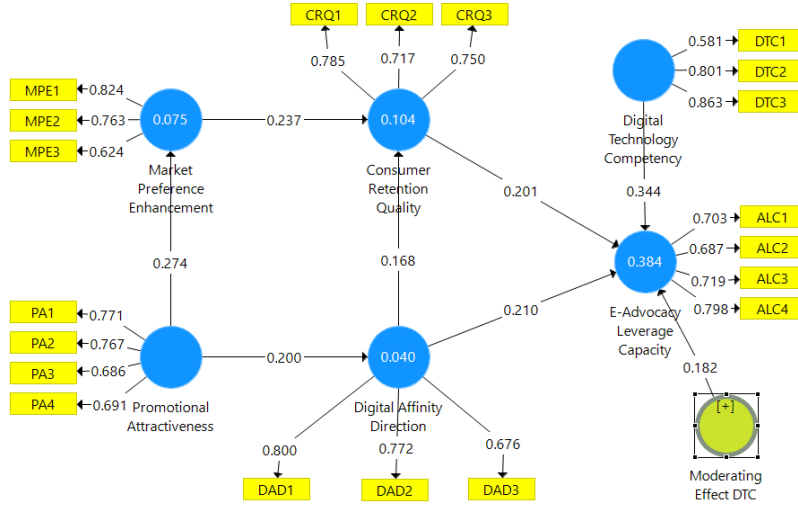 CRQ1
CRQ2
CRQ3
0.785
0.717
0.750
DTC1
DTC2
DTC3
0.581
0.801
0.863
MPE1
MPE2
MPE3
0.824
0.763
0.624
0.075
0.237
0.104
Market
Preference
Enhancement
Consumer
Retention
Quality
Digital
Technology
Competency
0.201
0.344
0.274
0.168
0.384
0.703
0.687
0.719
0.798
ALC1
ALC2
ALC3
ALC4
E-Advocacy
Leverage
Capacity
0.210
PA1
PA2
PA3
PA4
0.771
0.767
0.686
0.691
0.200
0.040
0.182
Promotional
Attractiveness
Digital Affinity
Direction
[+]
0.800
0.772
0.676
DAD1
DAD2
DAD3
Moderating
Effect DTC